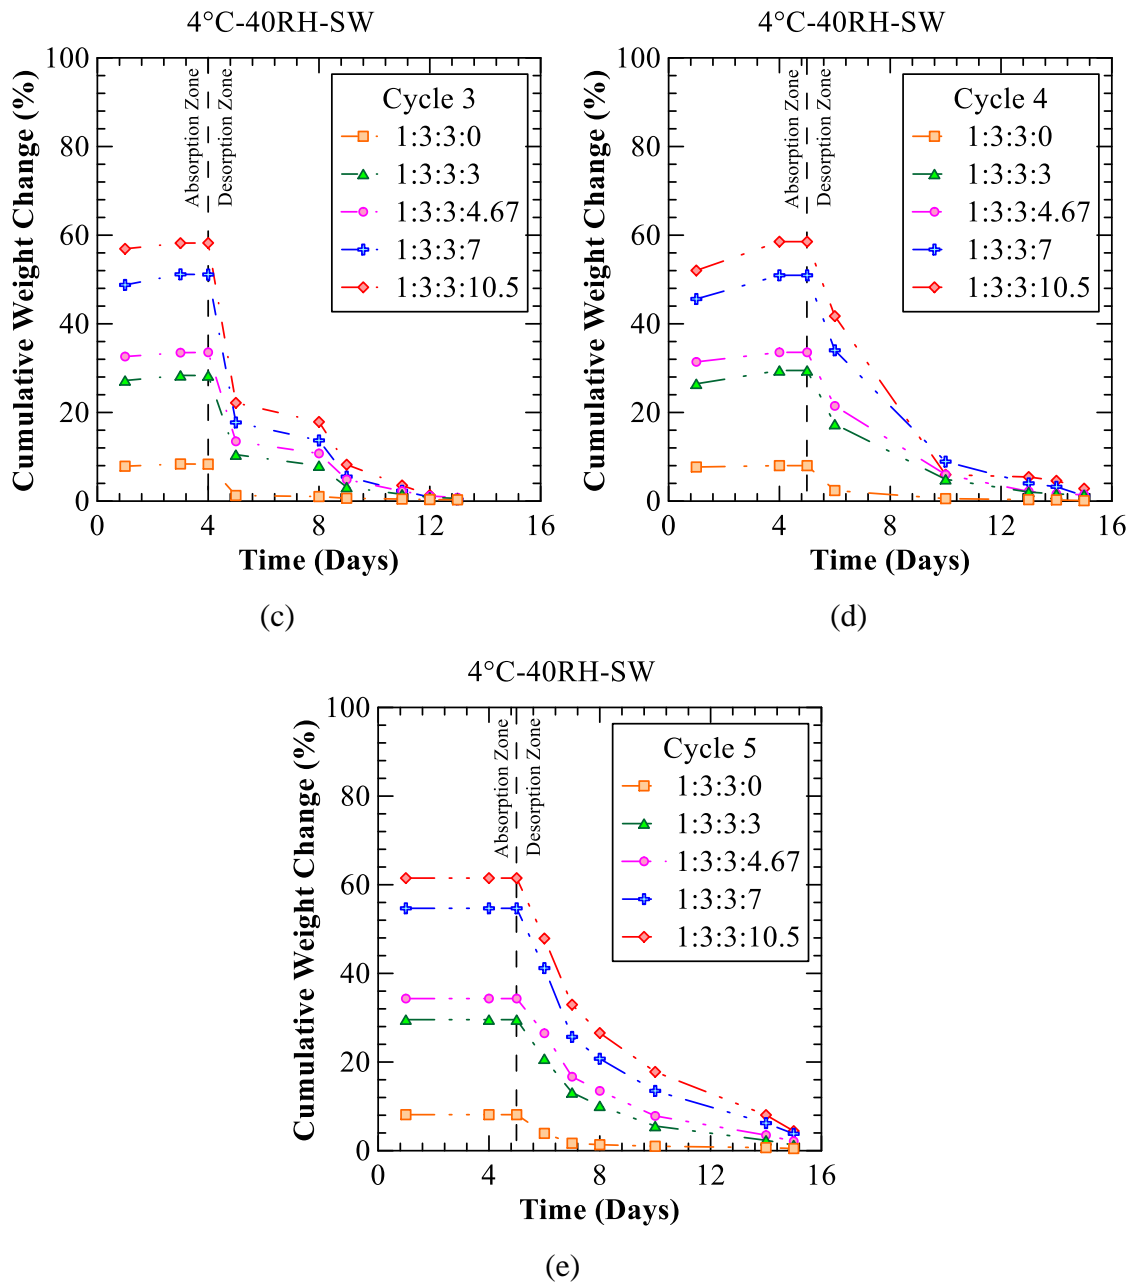 4°C-40RH-SW
Cumulative Weight Change (%)
100
80
60
40
20
0
Absorption Zone
Desorption Zone
Cycle 3
1:3:3:0
1:3:3:3
1:3:3:4.67
1:3:3:7
1:3:3:10.5
0 4 8 12 16
Time (Days)
(c)
4°C-40RH-SW
Cumulative Weight Change (%)
100
80
60
40
20
0
Absorption Zone
Desorption Zone
Cycle 4
1:3:3:0
1:3:3:3
1:3:3:4.67
1:3:3:7
1:3:3:10.5
0 4 8 12 16
Time (Days)
(d)
4°C-40RH-SW
Cumulative Weight Change (%)
100
80
60
40
20
0
Absorption Zone
Desorption Zone
Cycle 5
1:3:3:0
1:3:3:3
1:3:3:4.67
1:3:3:7
1:3:3:10.5
0 4 8 12 16
Time (Days)
(e)